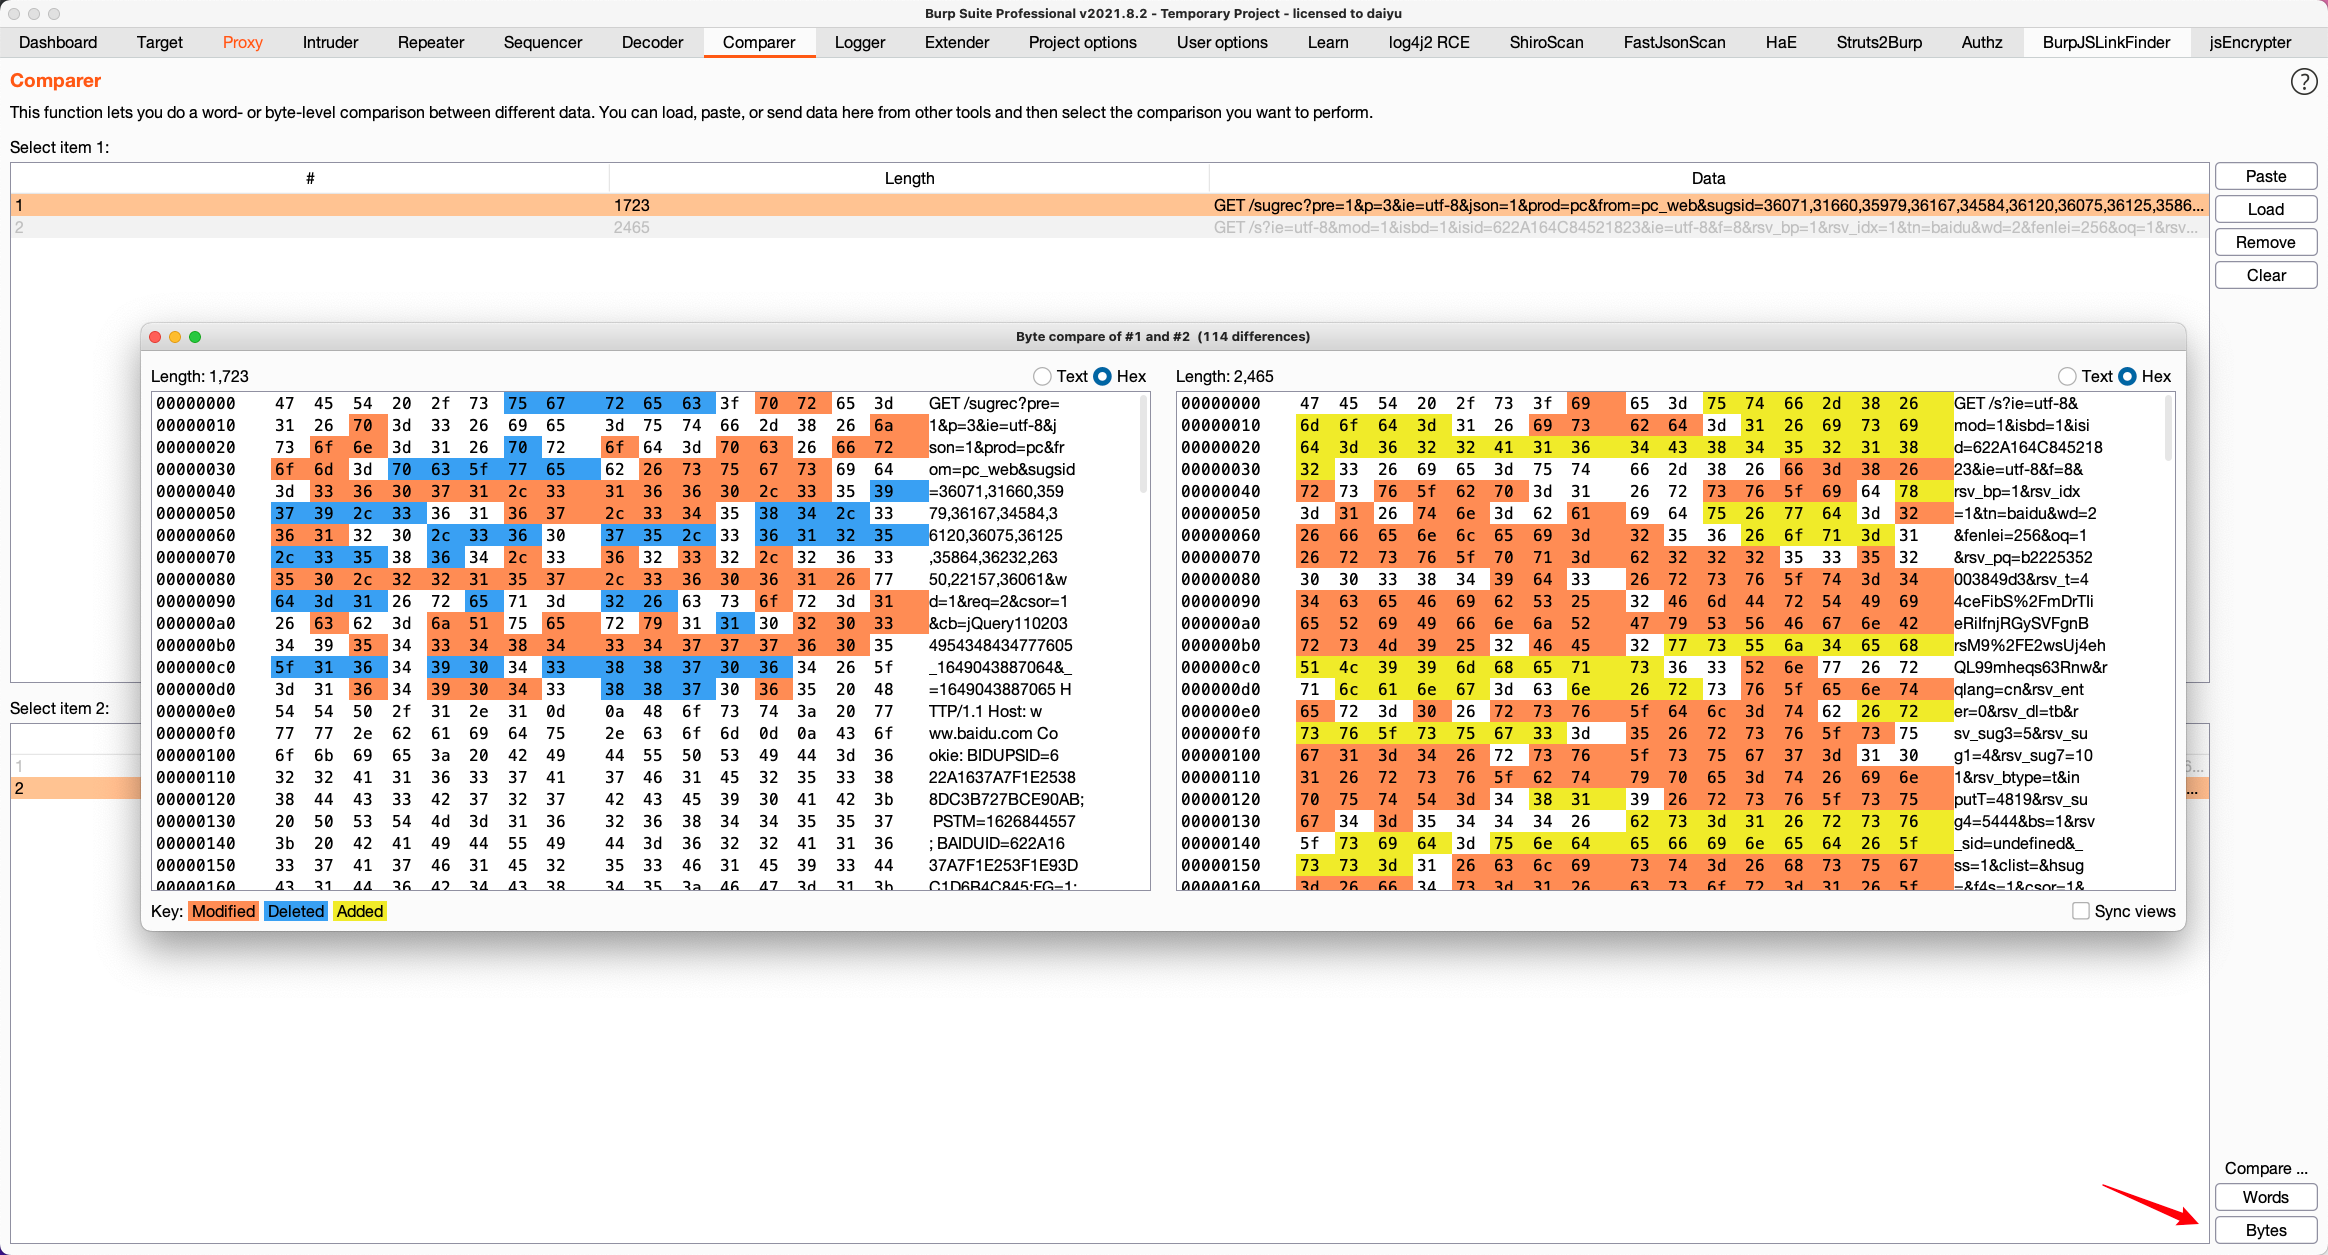 Burp Suite Professional v2021.8.2 - Temporary Project - licensed to daiyu
Dashboard Target Proxy Intruder Repeater Sequencer Decoder Comparer Logger Extender Project options User options Learn log4j2 RCE ShiroScan FastJsonScan HaE Struts2Burp Authz BurpJSLinkFinder jsEncrypter
Comparer
?
This function lets you do a word- or byte-level comparison between different data. You can load, paste, or send data here from other tools and then select the comparison you want to perform.
Select item 1:
# Length Data
1 1723 GET /sugrec?pre=1&p=3&ie=utf-8&json=1&prod=pc&from=pc_web&sugsid=36071,31660,35979,36167,34584,36120,36075,36125,3586...
2 2465 GET /s?ie=utf-8&mod=1&isbd=1&isid=622A164C84521823&ie=utf-8&f=8&rsv_bp=1&rsv_idx=1&tn=baidu&wd=2&fenlei=256&oq=1&rsv...
Paste
Load
Remove
Clear
Byte compare of #1 and #2 (114 differences)
Length: 1,723 Text Hex
00000000 47 45 54 20 2f 73 75 67 72 65 63 3f 70 72 65 3d GET /sugrec?pre=
00000010 31 26 70 3d 33 26 69 65 3d 75 74 66 2d 38 26 6a 1&p=3&ie=utf-8&j
00000020 73 6f 6e 3d 31 26 70 72 6f 64 3d 70 63 26 66 72 son=1&prod=pc&fr
00000030 6f 6d 3d 70 63 5f 77 65 62 26 73 75 67 73 69 64 om=pc_web&sugsid
00000040 3d 33 36 30 37 31 2c 33 31 36 36 30 2c 33 35 39 =36071,31660,359
00000050 37 39 2c 33 36 31 36 37 2c 33 34 35 38 34 2c 33 79,36167,34584,3
00000060 36 31 32 30 2c 33 36 30 37 35 2c 33 36 31 32 35 6120,36075,36125
00000070 2c 33 35 38 36 34 2c 33 36 32 33 32 2c 32 36 33 ,35864,36232,263
00000080 35 30 2c 32 32 31 35 37 2c 33 36 30 36 31 26 77 50,22157,36061&w
00000090 64 3d 31 26 72 65 71 3d 32 26 63 73 6f 72 3d 31 d=1&req=2&csor=1
000000a0 26 63 62 3d 6a 51 75 65 72 79 31 31 30 32 30 33 &cb=jQuery110203
000000b0 34 39 35 34 33 34 38 34 33 34 37 37 37 36 30 35 4954348434777605
000000c0 5f 31 36 34 39 30 34 33 38 38 37 30 36 34 26 5f _1649043887064&_
000000d0 3d 31 36 34 39 30 34 33 38 38 37 30 36 35 20 48 =1649043887065 H
000000e0 54 54 50 2f 31 2e 31 0d 0a 48 6f 73 74 3a 20 77 TTP/1.1 Host: w
000000f0 77 77 2e 62 61 69 64 75 2e 63 6f 6d 0d 0a 43 6f ww.baidu.com Co
00000100 6f 6b 69 65 3a 20 42 49 44 55 50 53 49 44 3d 36 okie: BIDUPSID=6
00000110 32 32 41 31 36 33 37 41 37 46 31 45 32 35 33 38 22A1637A7F1E2538
00000120 38 44 43 33 42 37 32 37 42 43 45 39 30 41 42 3b 8DC3B727BCE90AB;
00000130 20 50 53 54 4d 3d 31 36 32 36 38 34 34 35 35 37 PSTM=1626844557
00000140 3b 20 42 41 49 44 55 49 44 3d 36 32 32 41 31 36 ; BAIDUID=622A16
00000150 33 37 41 37 46 31 45 32 35 33 46 31 45 39 33 44 37A7F1E253F1E93D
00000160 43 31 44 36 42 34 43 38 34 35 3a 46 47 3d 31 3b C1D6B4C845:FG=1;
Length: 2,465 Text Hex
00000000 47 45 54 20 2f 73 3f 69 65 3d 75 74 66 2d 38 26 GET /s?ie=utf-8&
00000010 6d 6f 64 3d 31 26 69 73 62 64 3d 31 26 69 73 69 mod=1&isbd=1&isi
00000020 64 3d 36 32 32 41 31 36 34 43 38 34 35 32 31 38 d=622A164C845218
00000030 32 33 26 69 65 3d 75 74 66 2d 38 26 66 3d 38 26 23&ie=utf-8&f=8&
00000040 72 73 76 5f 62 70 3d 31 26 72 73 76 5f 69 64 78 rsv_bp=1&rsv_idx
00000050 3d 31 26 74 6e 3d 62 61 69 64 75 26 77 64 3d 32 =1&tn=baidu&wd=2
00000060 26 66 65 6e 6c 65 69 3d 32 35 36 26 6f 71 3d 31 &fenlei=256&oq=1
00000070 26 72 73 76 5f 70 71 3d 62 32 32 32 35 33 35 32 &rsv_pq=b2225352
00000080 30 30 33 38 34 39 64 33 26 72 73 76 5f 74 3d 34 003849d3&rsv_t=4
00000090 34 63 65 46 69 62 53 25 32 46 6d 44 72 54 49 69 4ceFibS%2FmDrTIi
000000a0 65 52 69 49 66 6e 6a 52 47 79 53 56 46 67 6e 42 eRiIfnjRGySVFgnB
000000b0 72 73 4d 39 25 32 46 45 32 77 73 55 6a 34 65 68 rsM9%2FE2wsUj4eh
000000c0 51 4c 39 39 6d 68 65 71 73 36 33 52 6e 77 26 72 QL99mheqs63Rnw&r
000000d0 71 6c 61 6e 67 3d 63 6e 26 72 73 76 5f 65 6e 74 qlang=cn&rsv_ent
000000e0 65 72 3d 30 26 72 73 76 5f 64 6c 3d 74 62 26 72 er=0&rsv_dl=tb&r
000000f0 73 76 5f 73 75 67 33 3d 35 26 72 73 76 5f 73 75 sv_sug3=5&rsv_su
00000100 67 31 3d 34 26 72 73 76 5f 73 75 67 37 3d 31 30 g1=4&rsv_sug7=10
00000110 31 26 72 73 76 5f 62 74 79 70 65 3d 74 26 69 6e 1&rsv_btype=t&in
00000120 70 75 74 54 3d 34 38 31 39 26 72 73 76 5f 73 75 putT=4819&rsv_su
00000130 67 34 3d 35 34 34 34 26 62 73 3d 31 26 72 73 76 g4=5444&bs=1&rsv
00000140 5f 73 69 64 3d 75 6e 64 65 66 69 6e 65 64 26 5f _sid=undefined&_
00000150 73 73 3d 31 26 63 6c 69 73 74 3d 26 68 73 75 67 ss=1&clist=&hsug
00000160 3d 26 66 34 73 3d 31 26 63 73 6f 72 3d 31 26 5f =&f4s=1&csor=1&
Key: Modified Deleted Added
Sync views
Select item 2:
1 6...
2 ...
Compare ...
Words
Bytes